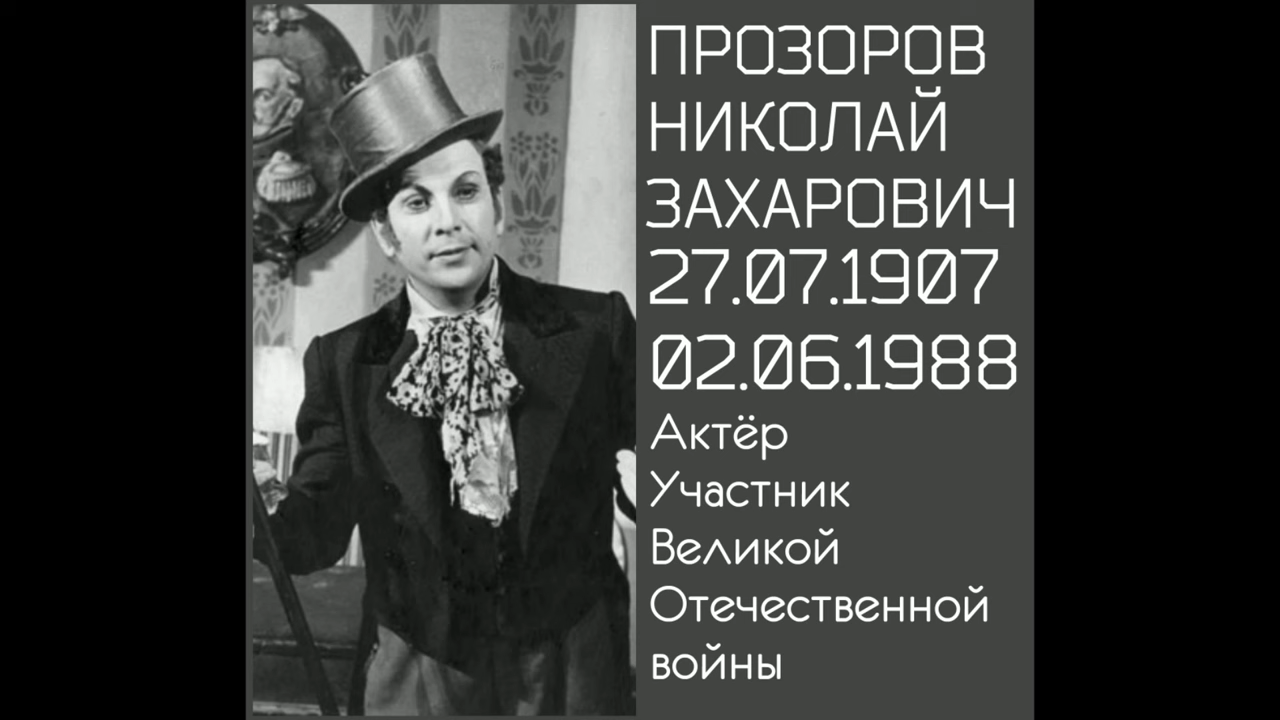 ПРОЗОРОВ
НИКОЛАЙ
ЗАХАРОВИЧ
27.07.1907
02.06.1988
Актёр
Участник
Великой
Отечественной
войны